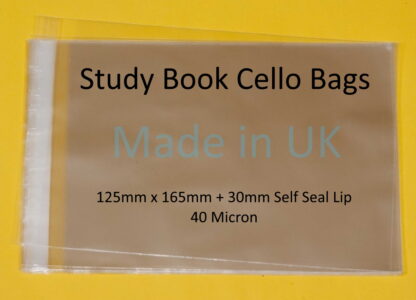 Study Book Cello Bags
Made in UK
125mm x 165mm + 30mm Self Seal Lip
40 Micron